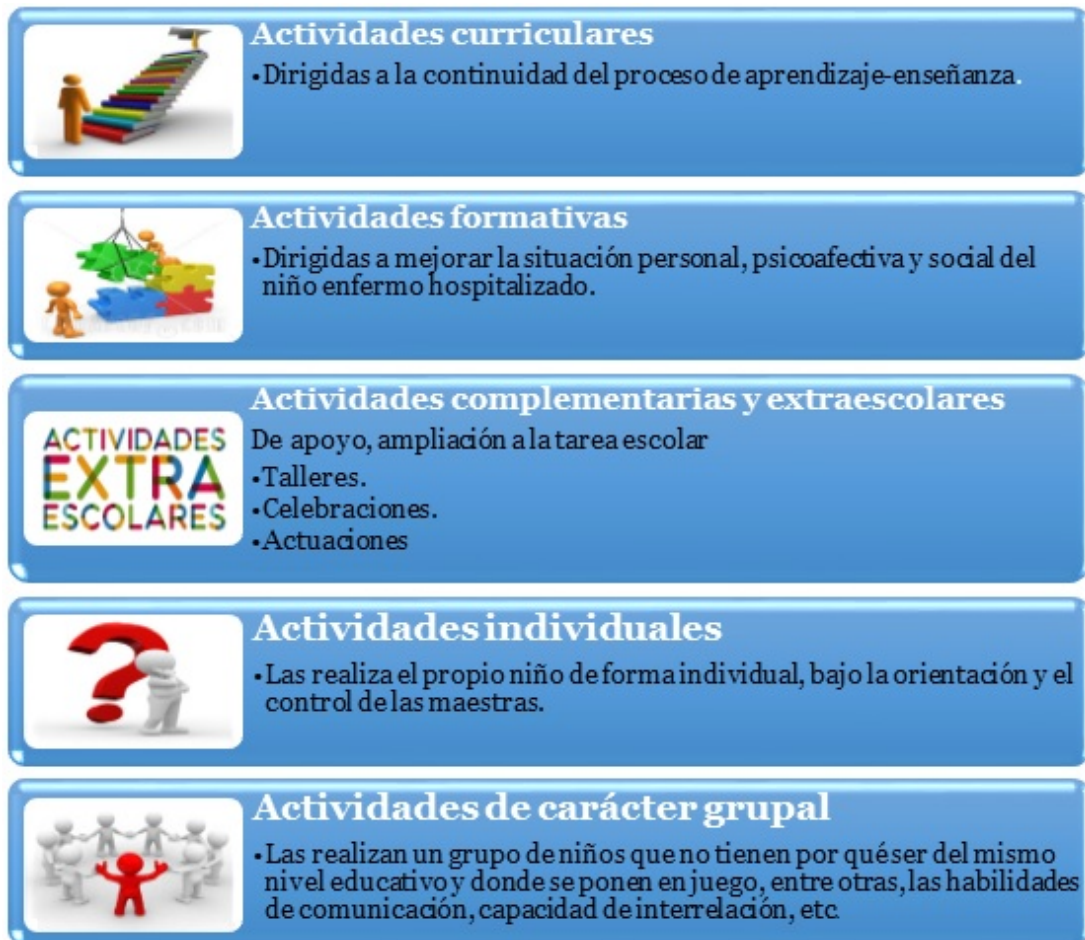 Actividades curriculares
•Dirigidas a la continuidad del proceso de aprendizaje-enseñanza.
Actividades formativas
•Dirigidas a mejorar la situación personal, psicoafectiva y social del
niño enfermo hospitalizado.
ACTIVIDADES
EXTRA
ESCOLARES
Actividades complementarias y extraescolares
De apoyo, ampliación a la tarea escolar
•Talleres.
•Celebraciones.
•Actuaciones
Actividades individuales
•Las realiza el propio niño de forma individual, bajo la orientación y el
control de las maestras.
Actividades de carácter grupal
•Las realizan un grupo de niños que no tienen por qué ser del mismo
nivel educativo y donde se ponen en juego, entre otras, las habilidades
de comunicación, capacidad de interrelación, etc.